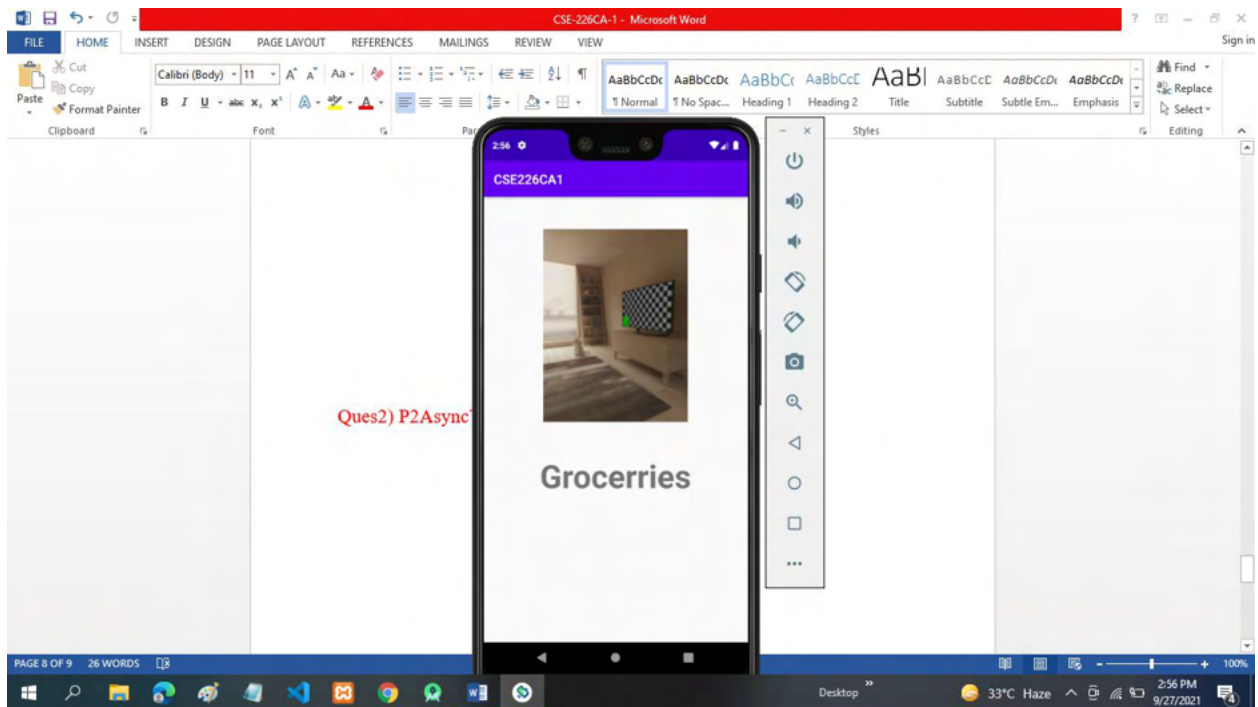 CSE-226CA-1 - Microsoft Word
FILE HOME INSERT DESIGN PAGE LAYOUT REFERENCES MAILINGS REVIEW VIEW Sign in
Paste
Cut
Copy
Format Painter
Clipboard
Calibri (Body) 11
Font
AaBbCcDc AaBbCcDc AaBbCc AaBbCcE AaBl AaBbCcD AaBbCcDc AaBbCcDc
¶ Normal ¶ No Spac... Heading 1 Heading 2 Title Subtitle Subtle Em... Emphasis
Styles
Find
Replace
Select
Editing
2:56
CSE226CA1
Ques2) P2Async
Grocerries
PAGE 8 OF 9 26 WORDS 100%
Desktop
33°C Haze
2:56 PM
9/27/2021
4